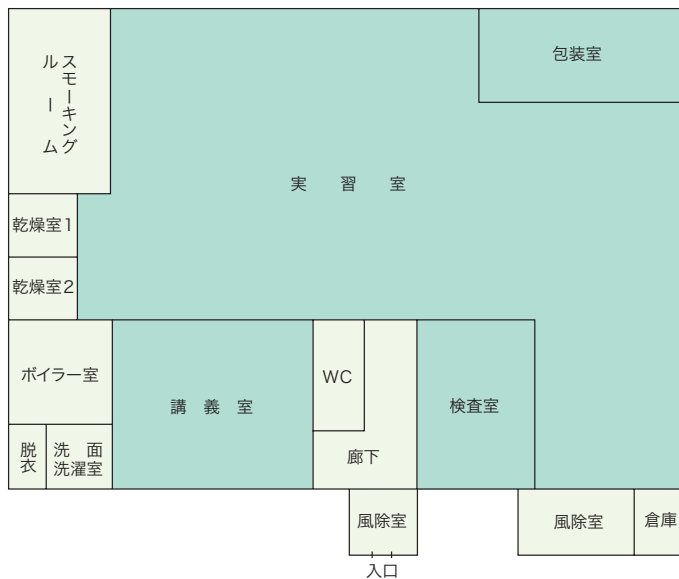 スモーキング
ルーム
包装室
実習室
乾燥室1
乾燥室2
ボイラー室
講義室
WC
検査室
脱衣
洗面
洗濯室
廊下
風除室
風除室
倉庫
入口